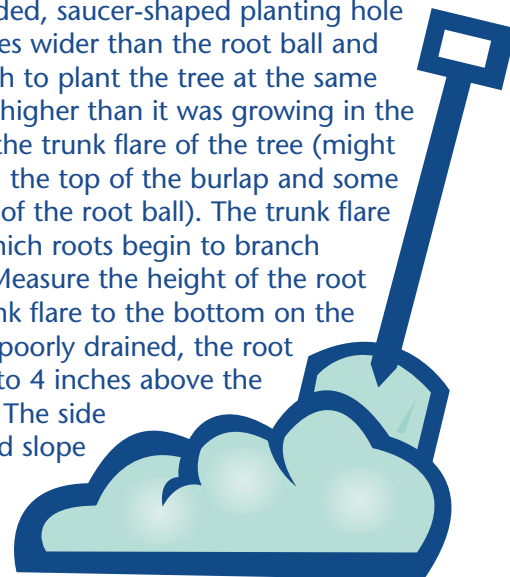 ded, saucer-shaped planting hole
es wider than the root ball and
h to plant the tree at the same
higher than it was growing in the
the trunk flare of the tree (might
the top of the burlap and some
of the root ball). The trunk flare
hich roots begin to branch
Measure the height of the root
nk flare to the bottom on the
poorly drained, the root
to 4 inches above the
The side
d slope